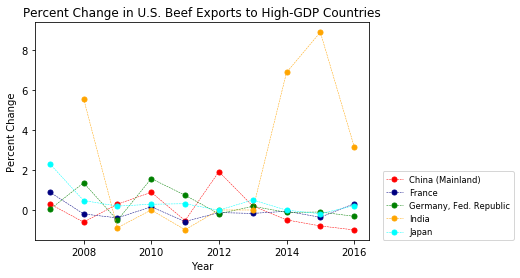 Percent Change in U.S. Beef Exports to High-GDP Countries
Percent Change
8
6
4
2
0
2008
2010
2012
2014
2016
Year
China (Mainland)
France
Germany, Fed. Republic
India
Japan